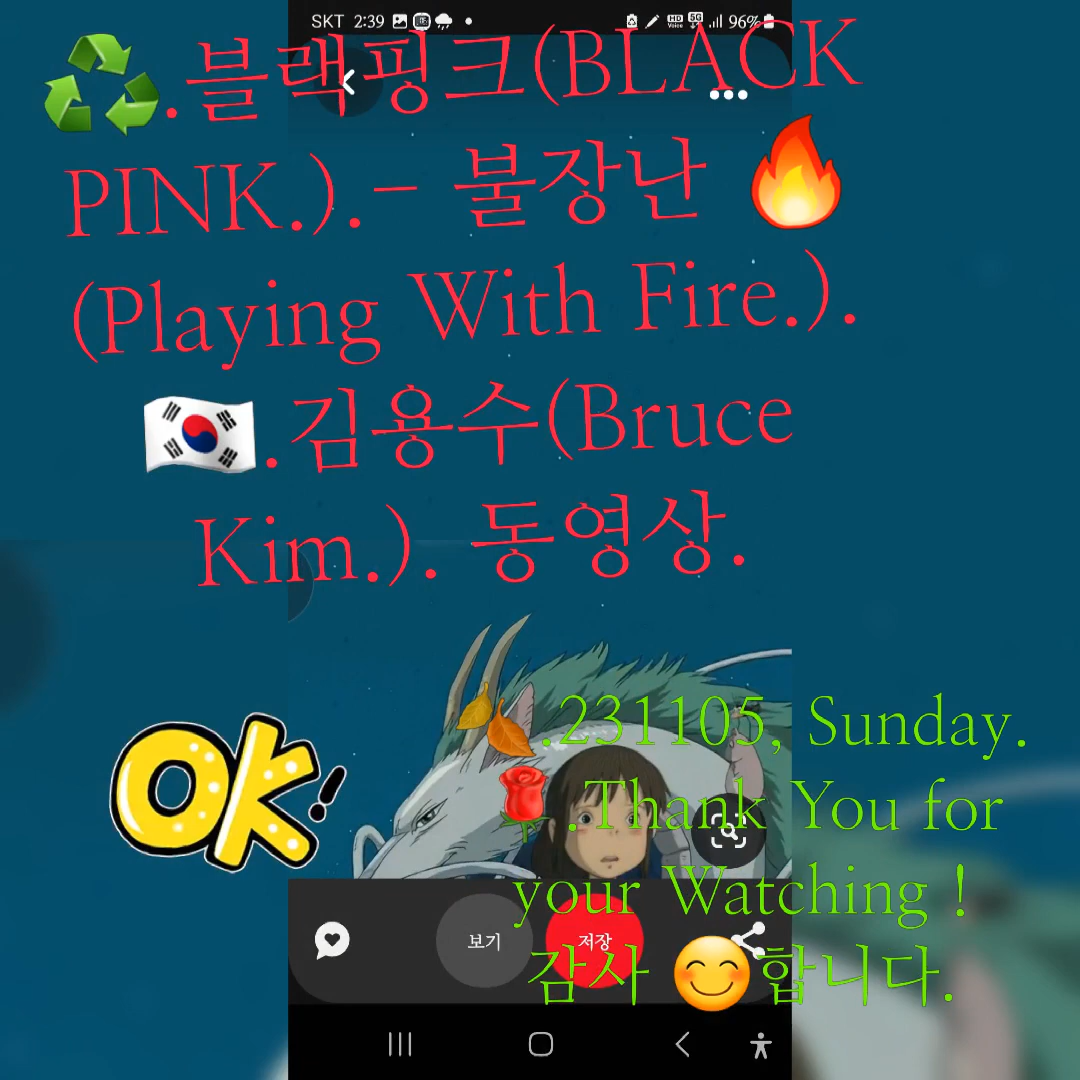 SKT 2:39 96%
♻️.블랙핑크(BLACK
PINK.).- 불장난 🔥
(Playing With Fire.).
🇰🇷.김용수(Bruce
Kim.). 동영상.
OK!
🍂.231105, Sunday.
🌹.Thank You for
your Watching !
감사 😊합니다.
보기
저장